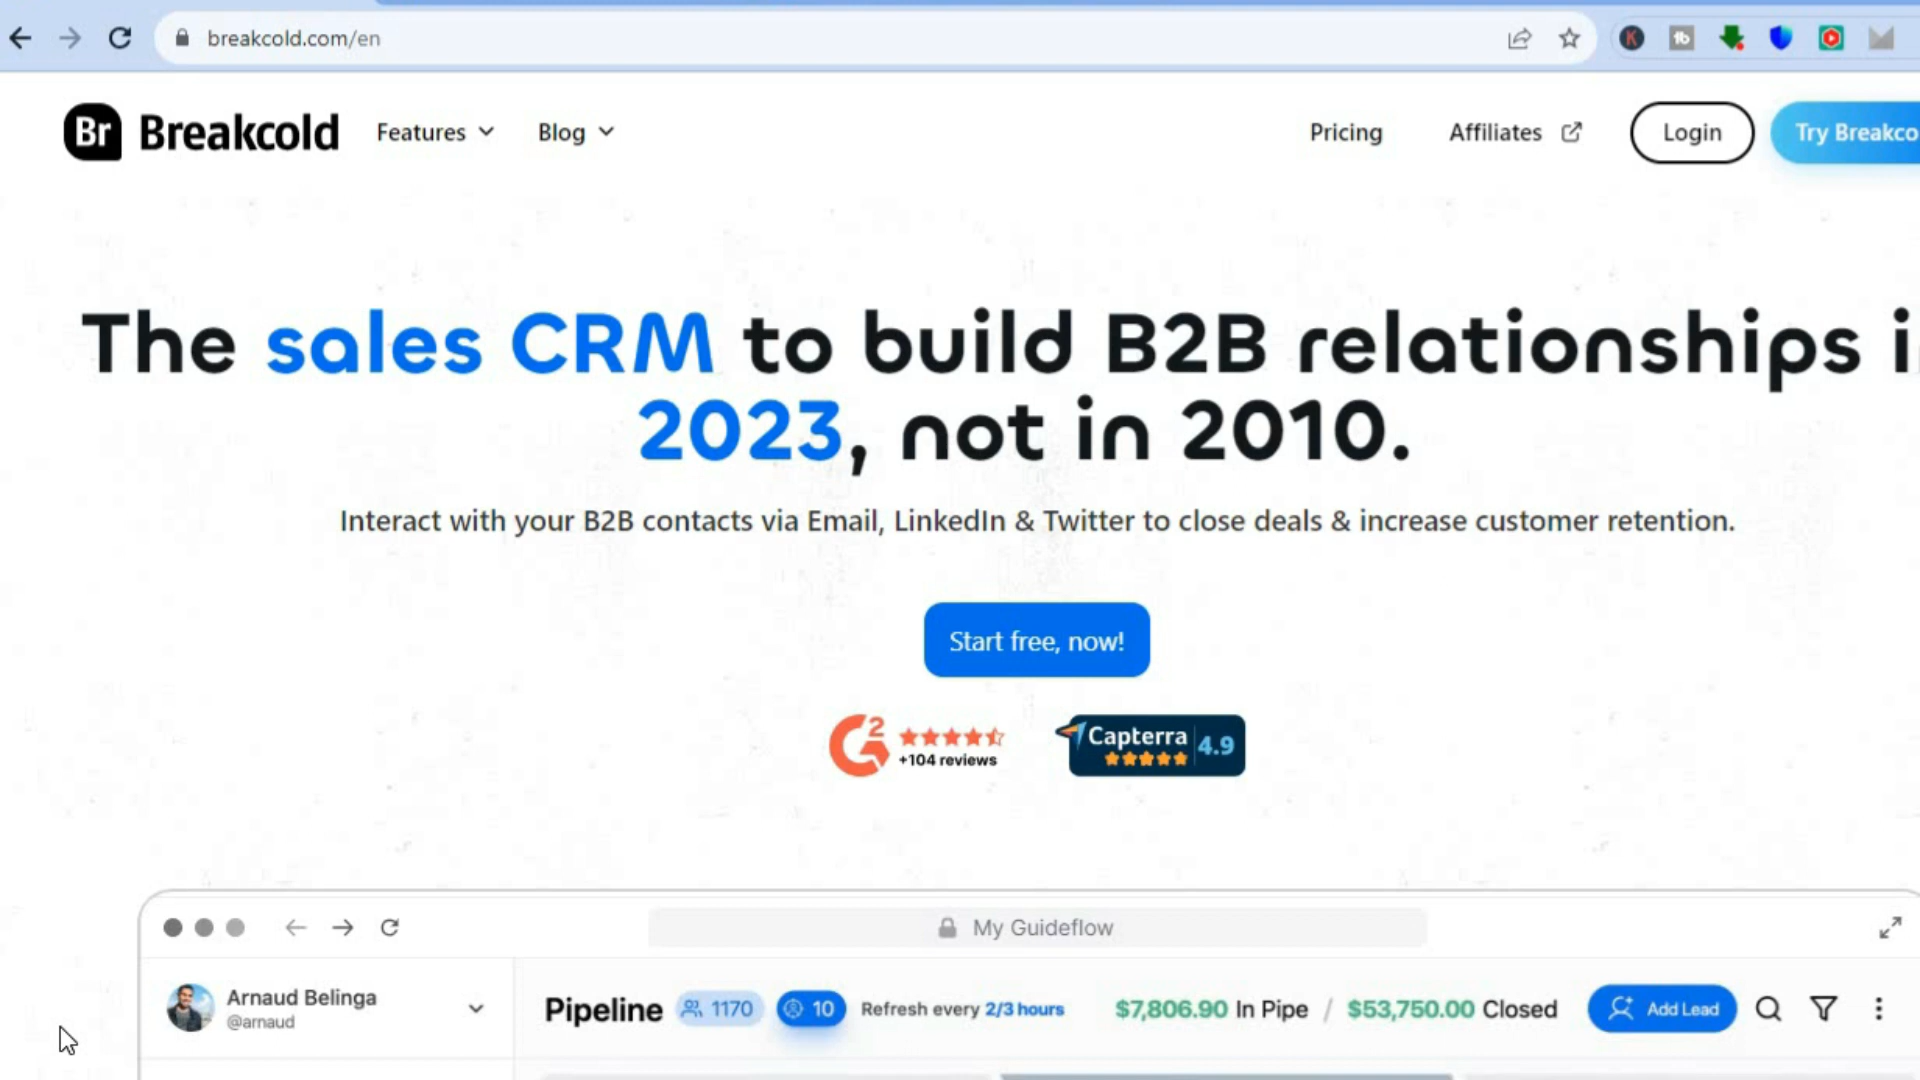 breakcold.com/en
Br Breakcold Features Blog Pricing Affiliates Login Try Breakco
The sales CRM to build B2B relationships i
2023, not in 2010.
Interact with your B2B contacts via Email, LinkedIn & Twitter to close deals & increase customer retention.
Start free, now!
G2 +104 reviews Capterra 4.9
My Guideflow
Arnaud Belinga
@arnaud
Pipeline 1170 10 Refresh every 2/3 hours $7,806.90 In Pipe / $53,750.00 Closed Add Lead